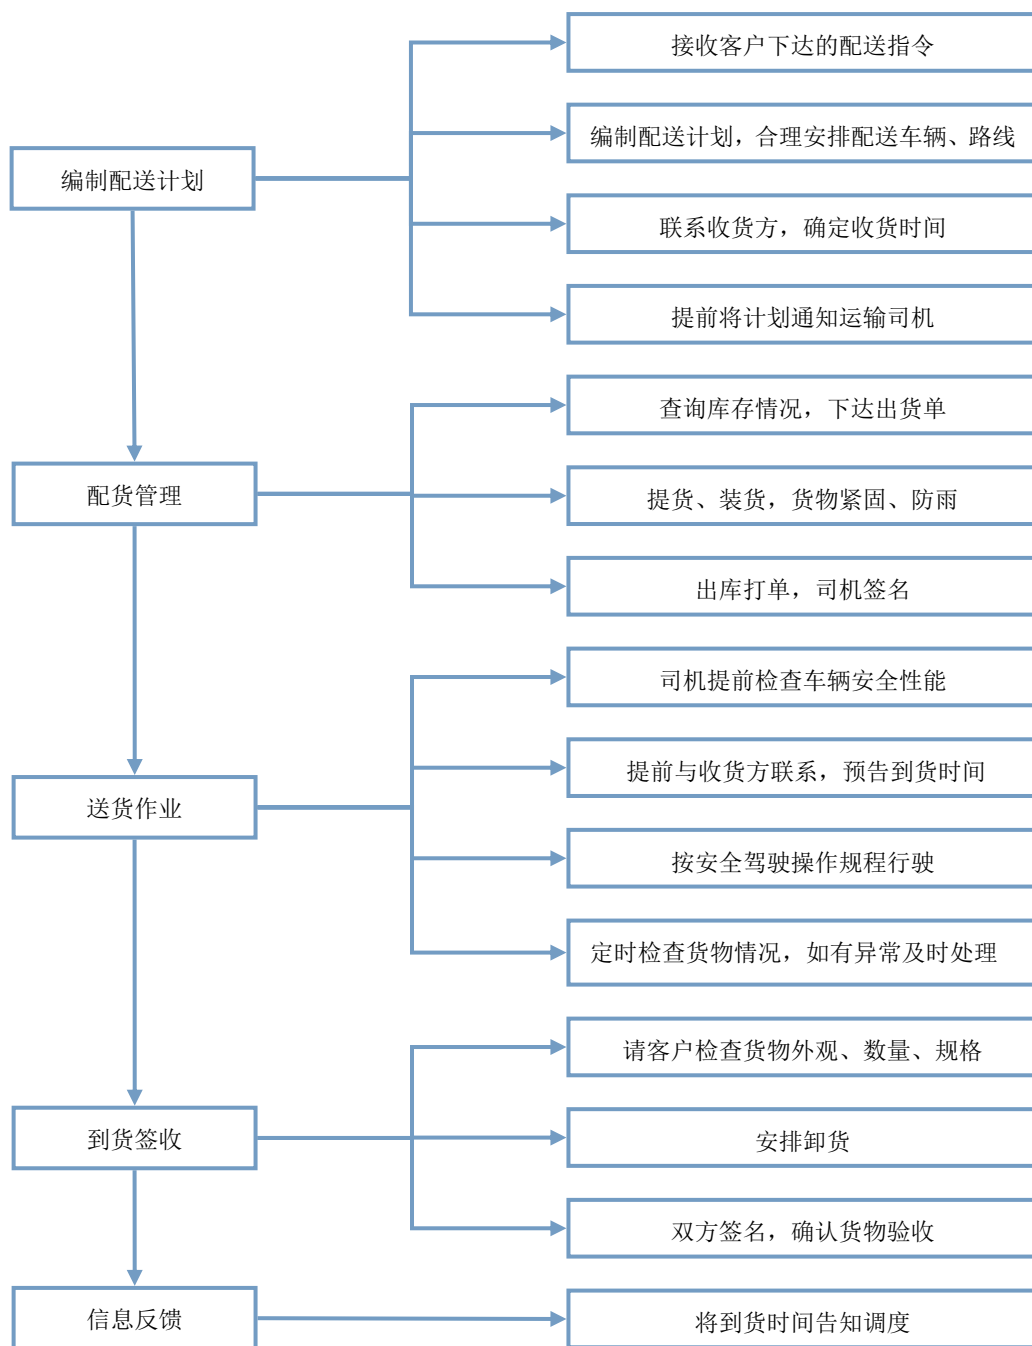 接收客户下达的配送指令
编制配送计划，合理安排配送车辆、路线
编制配送计划
联系收货方，确定收货时间
提前将计划通知运输司机
查询库存情况，下达出货单
配货管理
提货、装货，货物紧固、防雨
出库打单，司机签名
司机提前检查车辆安全性能
提前与收货方联系，预告到货时间
送货作业
按安全驾驶操作规程行驶
定时检查货物情况，如有异常及时处理
请客户检查货物外观、数量、规格
到货签收
安排卸货
双方签名，确认货物验收
信息反馈
将到货时间告知调度